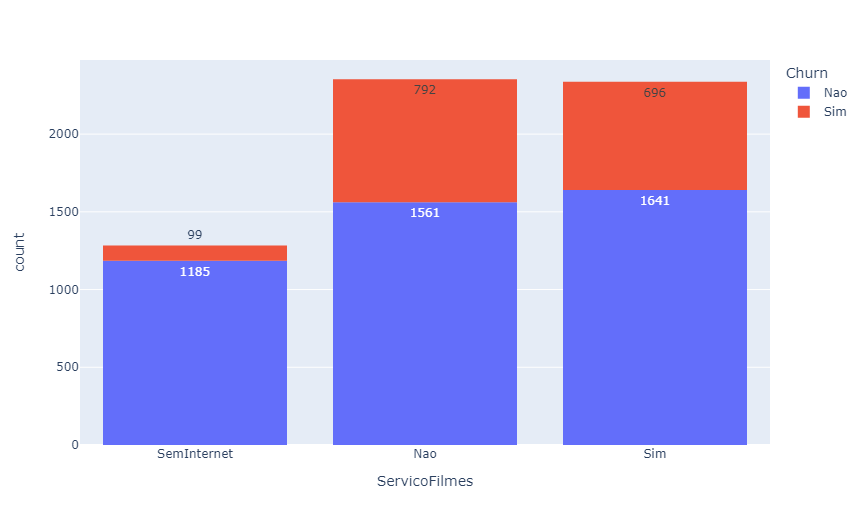 Churn
Nao
Sim
count
2000
1500
1000
500
0
99
1185
792
1561
696
1641
SemInternet
Nao
Sim
ServicoFilmes